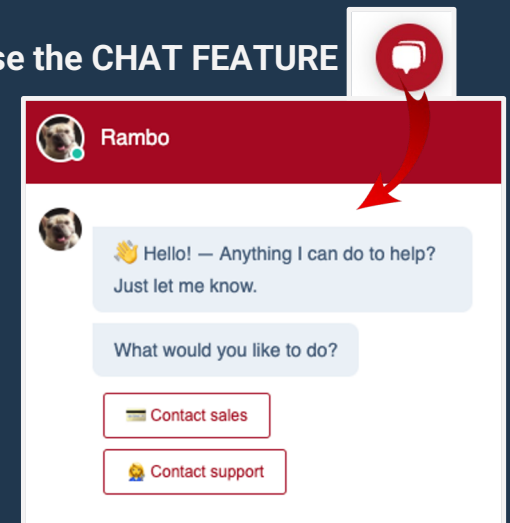 se the CHAT FEATURE
Rambo
👋 Hello! — Anything I can do to help?
Just let me know.
What would you like to do?
💳 Contact sales
🙋‍♀️ Contact support